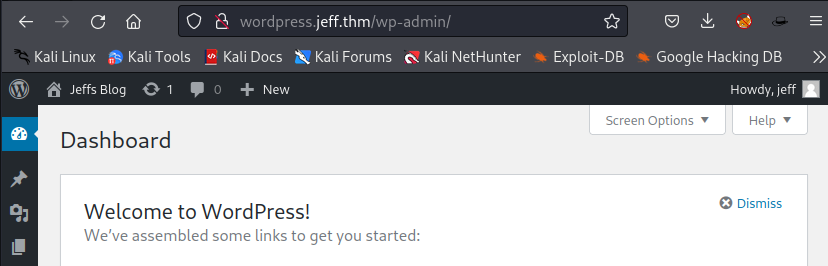 wordpress.jeff.thm/wp-admin/
Kali Linux Kali Tools Kali Docs Kali Forums Kali NetHunter Exploit-DB Google Hacking DB
Jeffs Blog 1 0 New Howdy, jeff
Screen Options Help
Dashboard
Welcome to WordPress!
Dismiss
We've assembled some links to get you started: